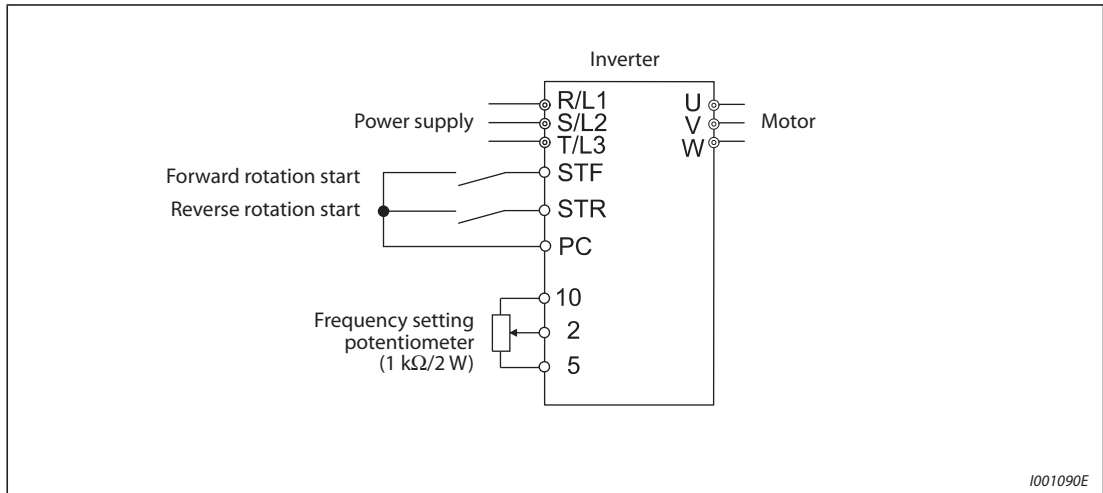 Inverter
R/L1
U
Power supply
S/L2
V
Motor
T/L3
W
Forward rotation start
STF
Reverse rotation start
STR
PC
10
Frequency setting
potentiometer
(1 kΩ/2 W)
2
5
I001090E